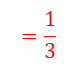 = 1/3